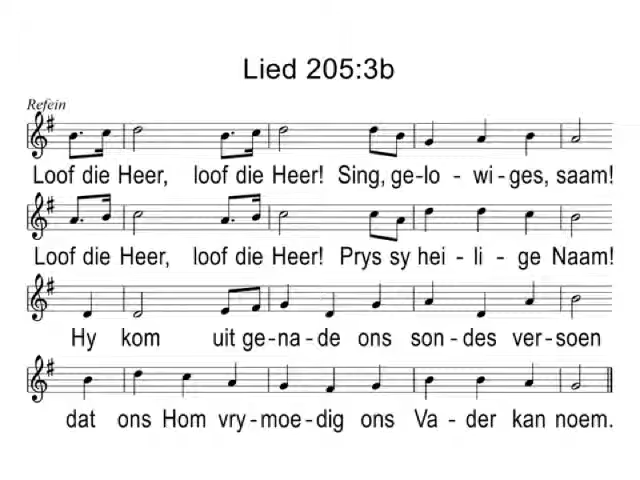 Lied 205:3b
Refein
Loof die Heer, loof die Heer! Sing, ge-lo - wi-ges, saam!
Loof die Heer, loof die Heer! Prys sy hei - li - ge Naam!
Hy kom uit ge-na-de ons son-des ver-soen
dat ons Hom vry-moe-dig ons Va - der kan noem.